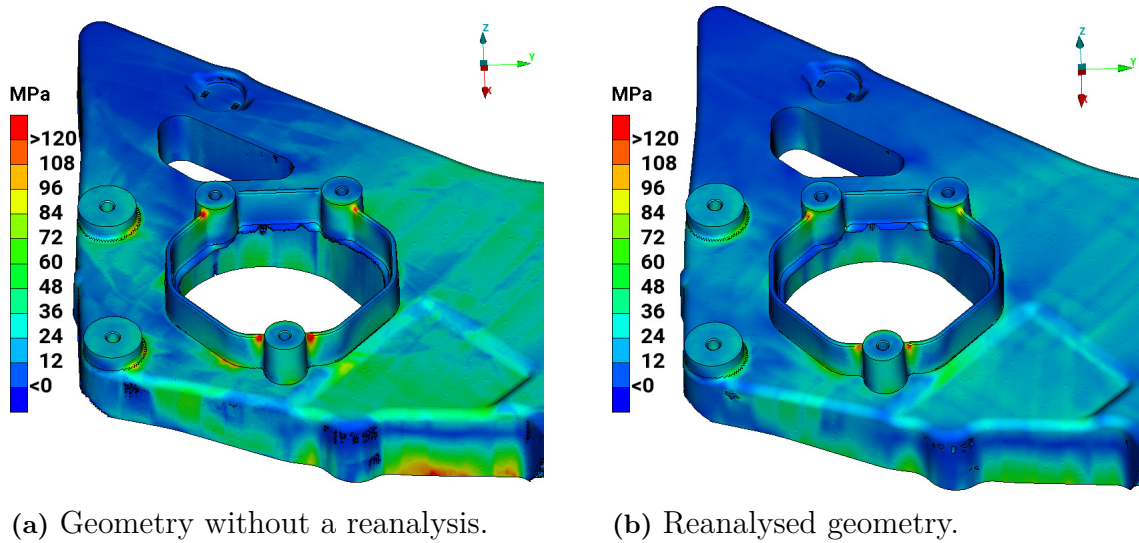 Z
Y
X
MPa
>120
108
96
84
72
60
48
36
24
12
<0
(a) Geometry without a reanalysis.
Z
Y
X
MPa
>120
108
96
84
72
60
48
36
24
12
<0
(b) Reanalysed geometry.